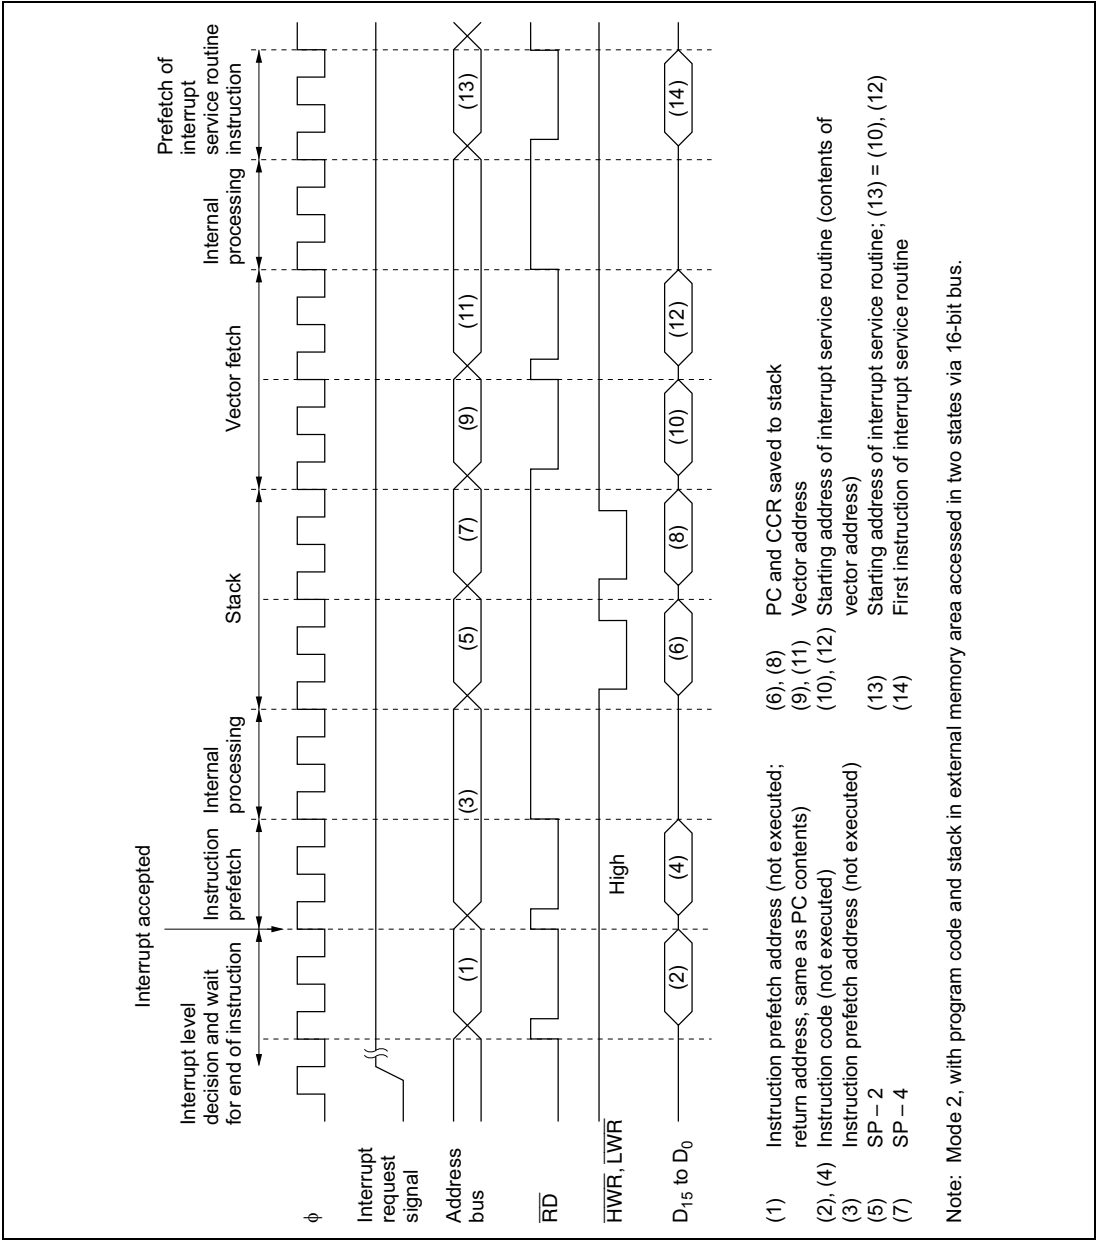 Interrupt accepted
Interrupt level
decision and wait
for end of instruction
Instruction
prefetch
Internal
processing
Stack
Vector fetch
Internal
processing
Prefetch of
interrupt
service routine
instruction
φ
Interrupt
request
signal
Address
bus
(1)
(3)
(5)
(7)
(9)
(11)
(13)
RD
HWR, LWR
High
D15 to D0
(2)
(4)
(6)
(8)
(10)
(12)
(14)
(1) Instruction prefetch address (not executed;
return address, same as PC contents)
(2), (4) Instruction code (not executed)
(3) Instruction prefetch address (not executed)
(5) SP – 2
(7) SP – 4
(6), (8) PC and CCR saved to stack
(9), (11) Vector address
(10), (12) Starting address of interrupt service routine (contents of
vector address)
(13) Starting address of interrupt service routine; (13) = (10), (12)
(14) First instruction of interrupt service routine
Note: Mode 2, with program code and stack in external memory area accessed in two states via 16-bit bus.